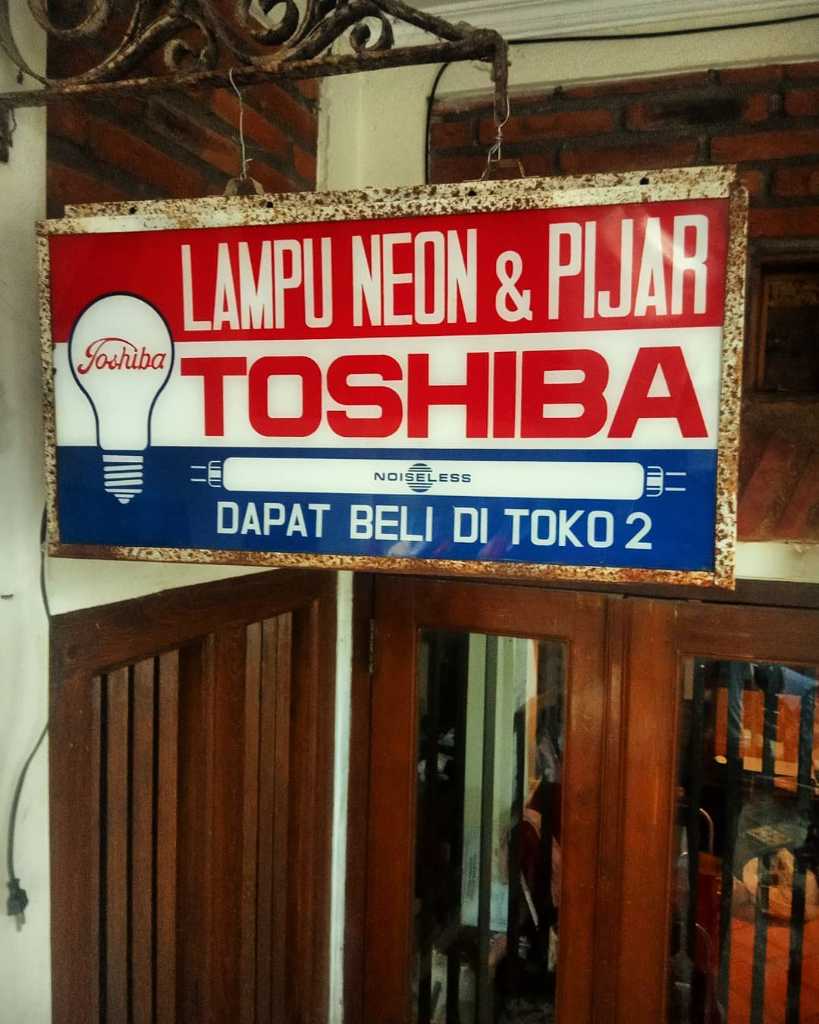 LAMPU NEON & PIJAR
Toshiba
TOSHIBA
NOISELESS
DAPAT BELI DI TOKO 2